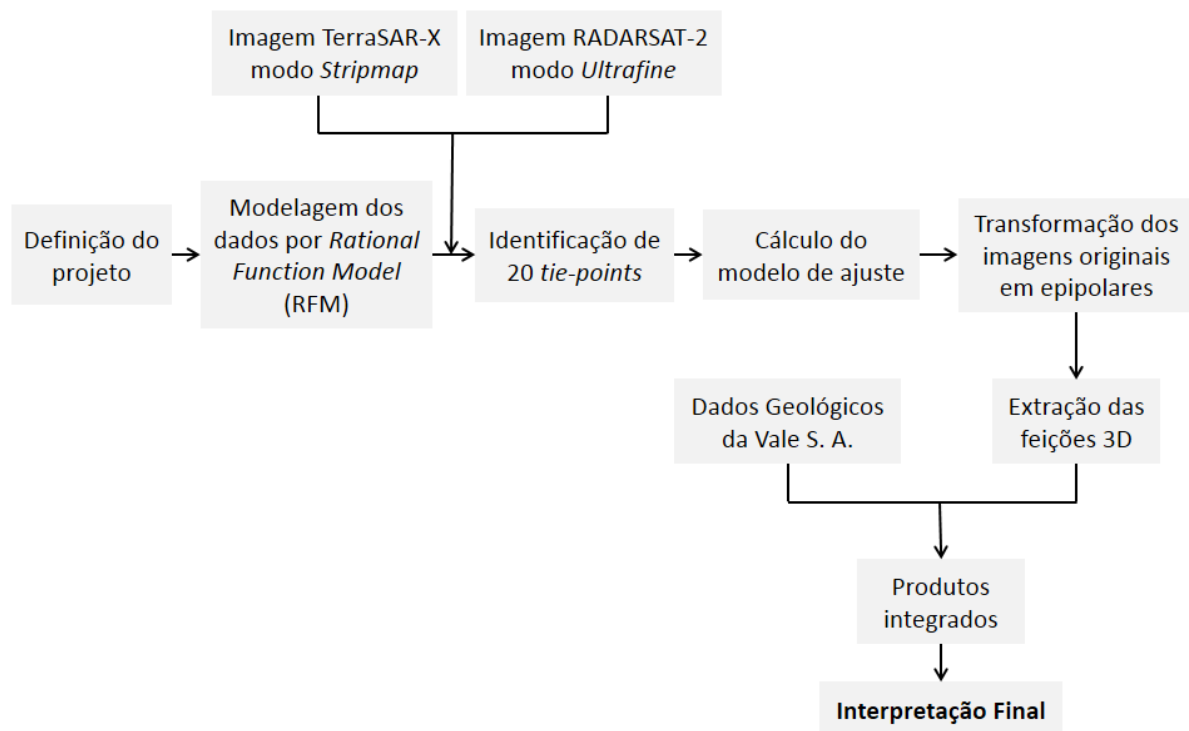 Imagem TerraSAR-X
modo Stripmap
Imagem RADARSAT-2
modo Ultrafine
Definição do
projeto
Modelagem dos
dados por Rational
Function Model
(RFM)
Identificação de
20 tie-points
Cálculo do
modelo de ajuste
Transformação dos
imagens originais
em epipolares
Dados Geológicos
da Vale S. A.
Extração das
feições 3D
Produtos
integrados
Interpretação Final